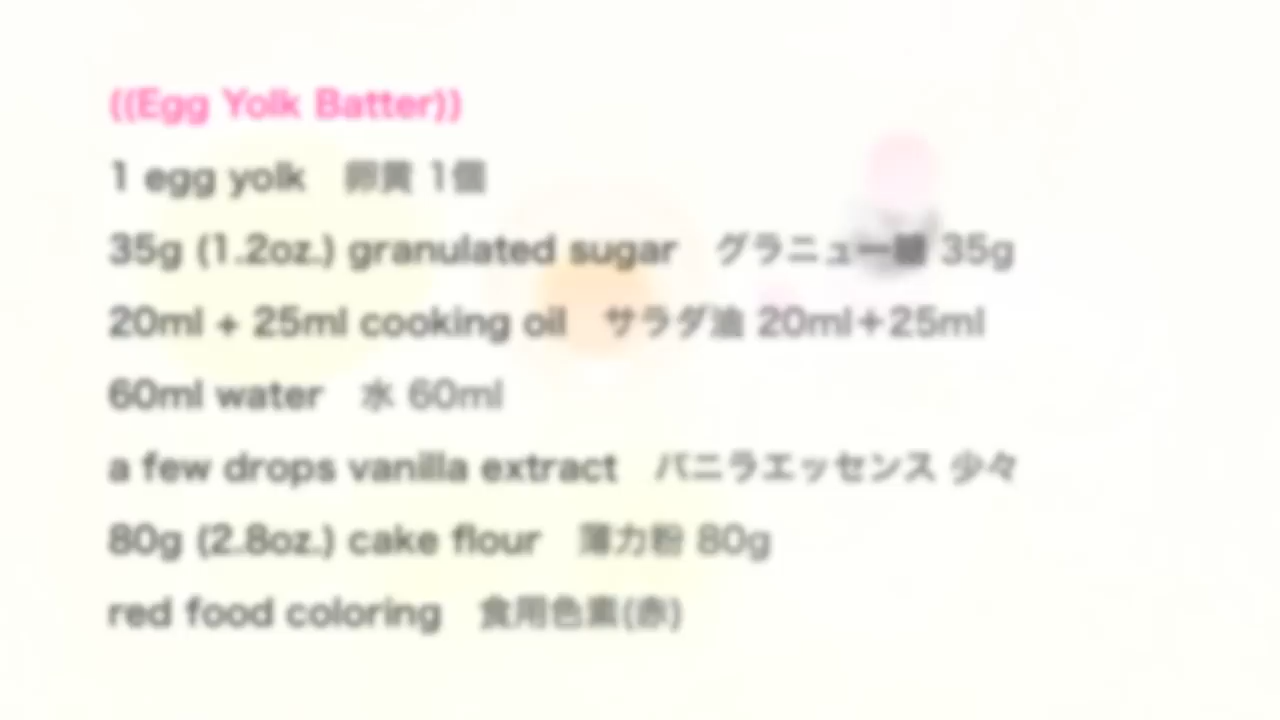 ((Egg Yolk Batter))
1 egg yolk 卵黄 1個
35g (1.2oz.) granulated sugar グラニュー糖 35g
20ml + 25ml cooking oil サラダ油 20ml+25ml
60ml water 水 60ml
a few drops vanilla extract バニラエッセンス 少々
80g (2.8oz.) cake flour 薄力粉 80g
red food coloring 食用色素(赤)